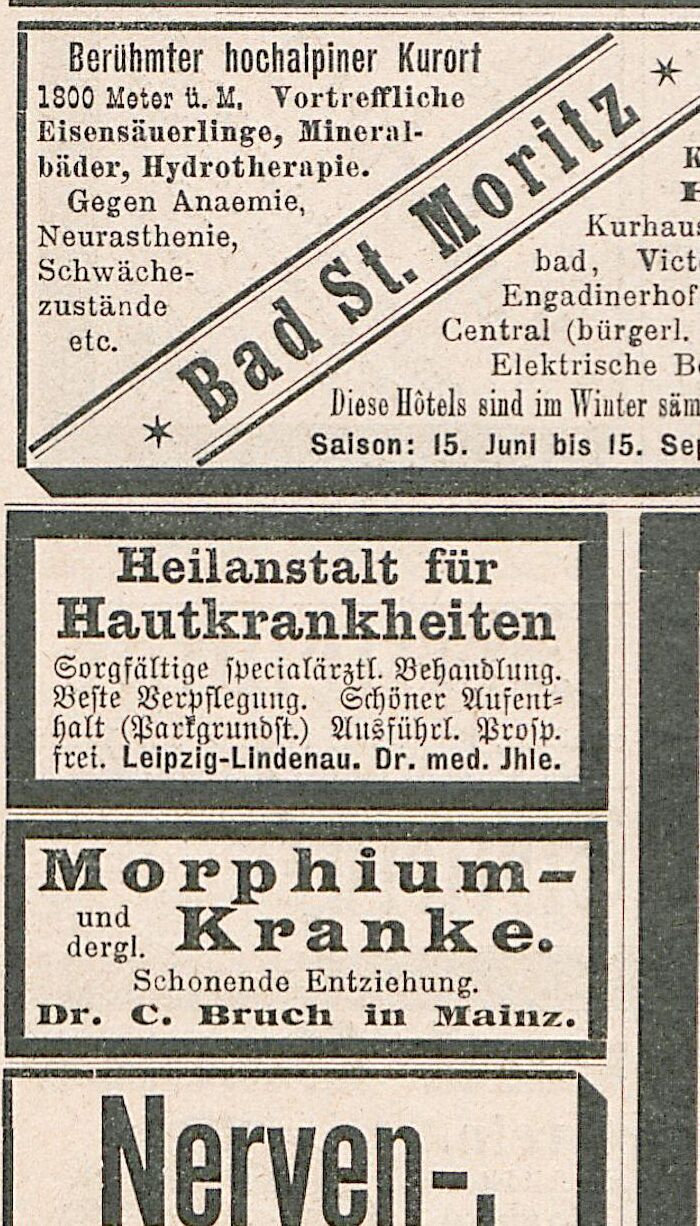 Berühmter hochalpiner Kurort
1800 Meter ü. M. Vortreffliche
Eisensäuerlinge, Mineral-
bäder, Hydrotherapie.
Gegen Anaemie,
Neurasthenie,
Schwäche-
zustände
etc.
* Bad St. Moritz *
Kurhaus
bad, Vict
Engadinerhof
Central (bürgerl.
Elektrische B
Diese Hôtels sind im Winter säm
Saison: 15. Juni bis 15. Sep
Heilanstalt für
Hautkrankheiten
Sorgfältige specialärztl. Behandlung.
Beste Verpflegung. Schöner Aufent-
halt (Parkgrundst.) Ausführl. Prosp.
frei. Leipzig-Lindenau. Dr. med. Jhle.
Morphium-
und dergl. Kranke.
Schonende Entziehung.
Dr. C. Bruch in Mainz.
Nerven-,